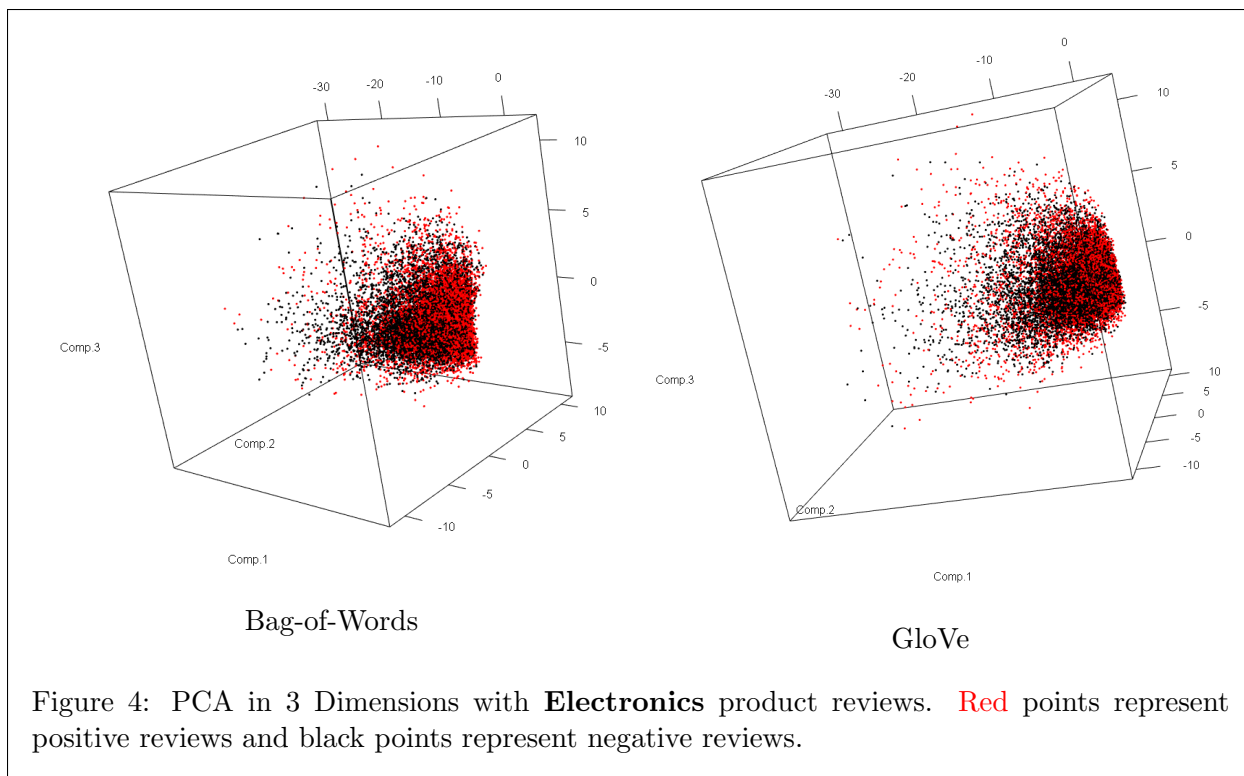 -30
-20
-10
0
10
5
0
-5
10
5
0
-5
-10
Comp.3
Comp.2
Comp.1
Bag-of-Words
-30
-20
-10
0
10
5
0
-5
10
5
0
-5
-10
Comp.3
Comp.2
Comp.1
GloVe
Figure 4: PCA in 3 Dimensions with Electronics product reviews. Red points represent
positive reviews and black points represent negative reviews.